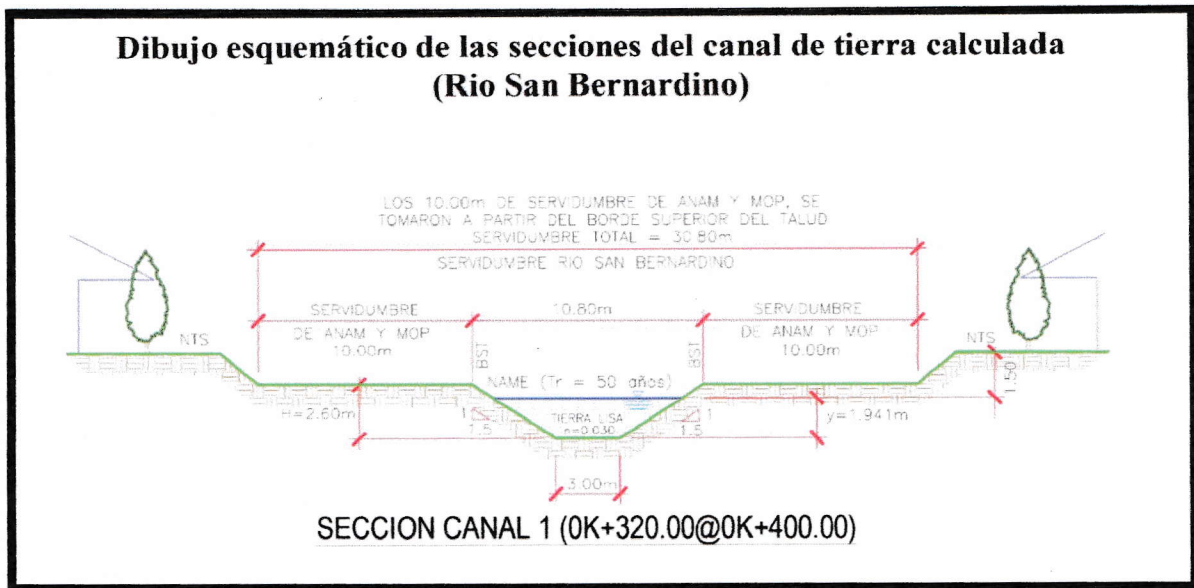 Dibujo esquemático de las secciones del canal de tierra calculada
(Rio San Bernardino)
LOS 10.00m DE SERVIDUMBRE DE ANAM Y MOP, SE
TOMARON A PARTIR DEL BORDE SUPERIOR DEL TALUD
SERVIDUMBRE TOTAL = 30.80m
SERVIDUMBRE RIO SAN BERNARDINO
SERVIDUMBRE
10.80m
SERVIDUMBRE
NTS
DE ANAM Y MOP
10.00m
BST
BST
DE ANAM Y MOP
10.00m
NTS
NAME (Tr = 50 años)
1.50
H=2.60m
1
1.5
TIERRA LISA
n=0.030
1
1.5
y=1.941m
3.00m
SECCION CANAL 1 (0K+320.00@0K+400.00)